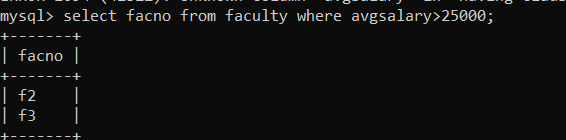 mysql> select facno from faculty where avgsalary>25000;
+-------+
| facno |
+-------+
| f2    |
| f3    |
+-------+